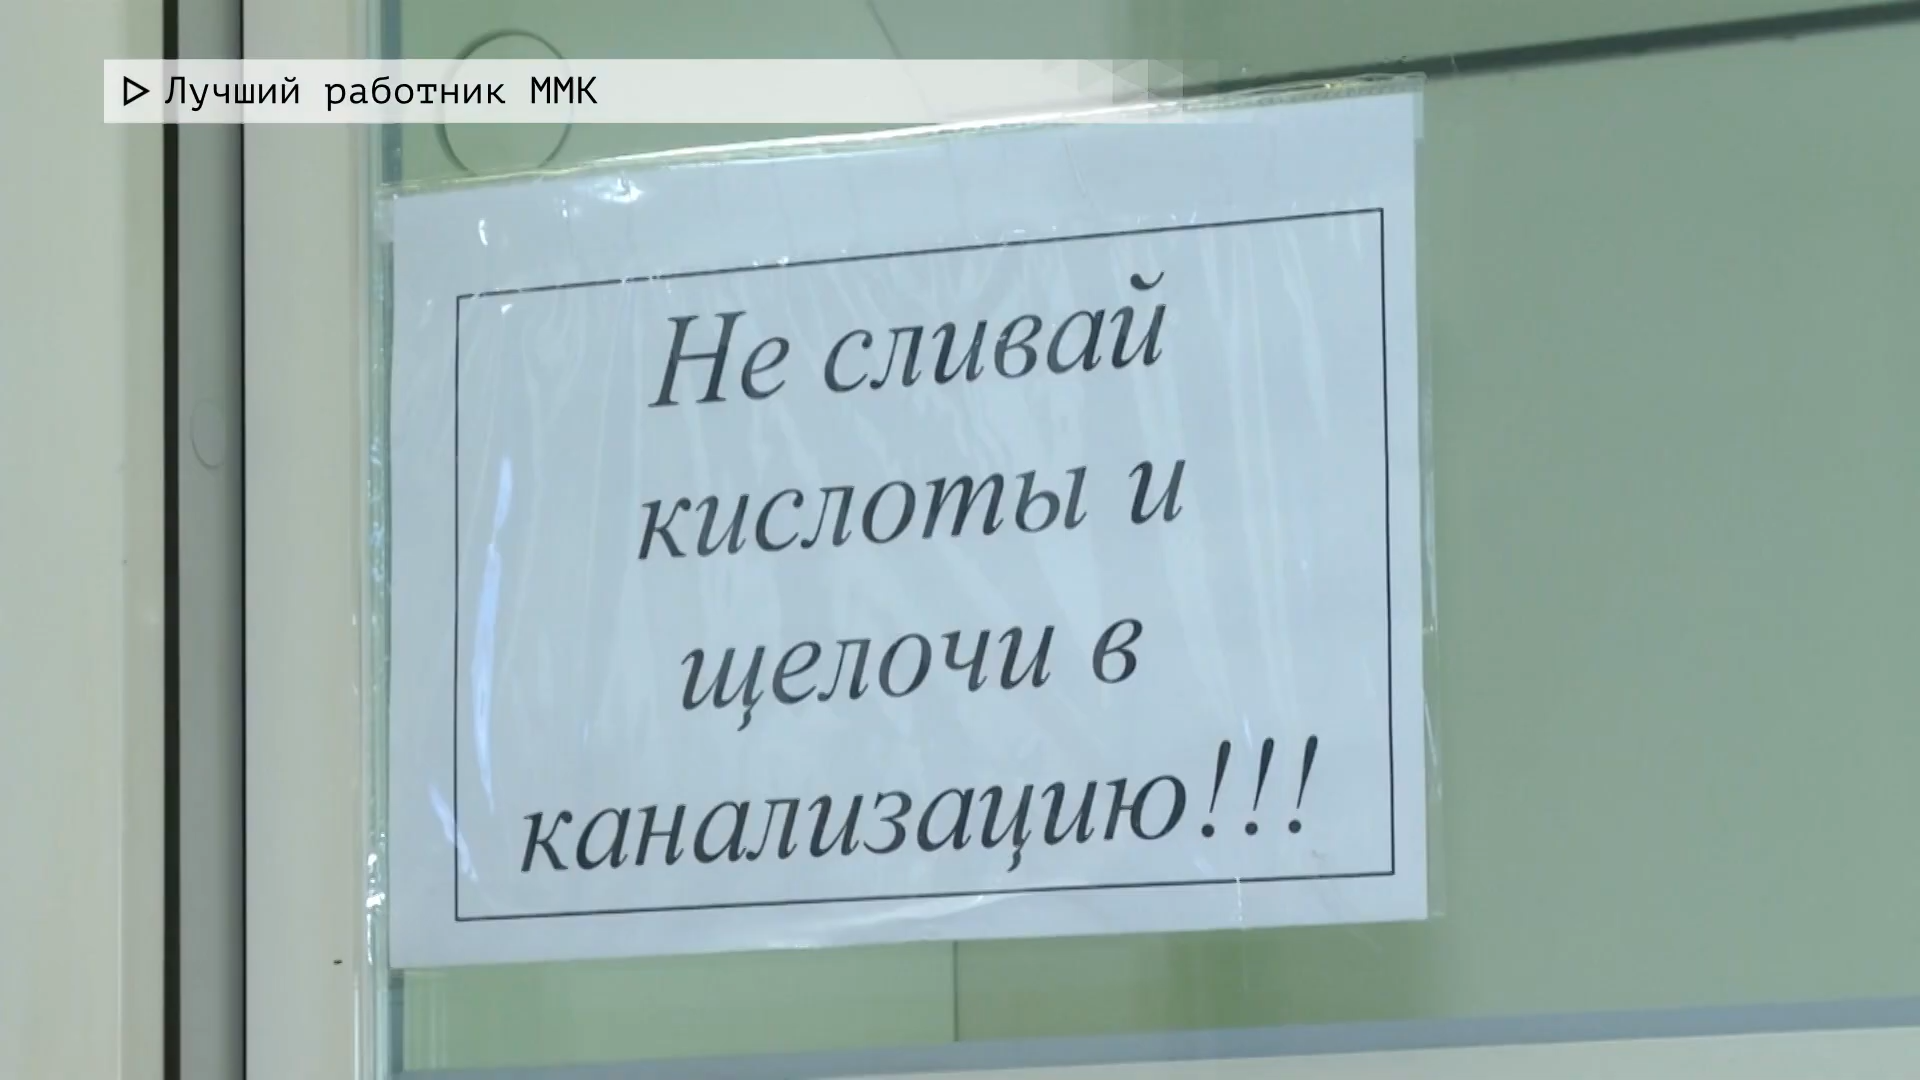 Лучший работник ММК
Не сливай
кислоты и
щелочи в
канализацию!!!